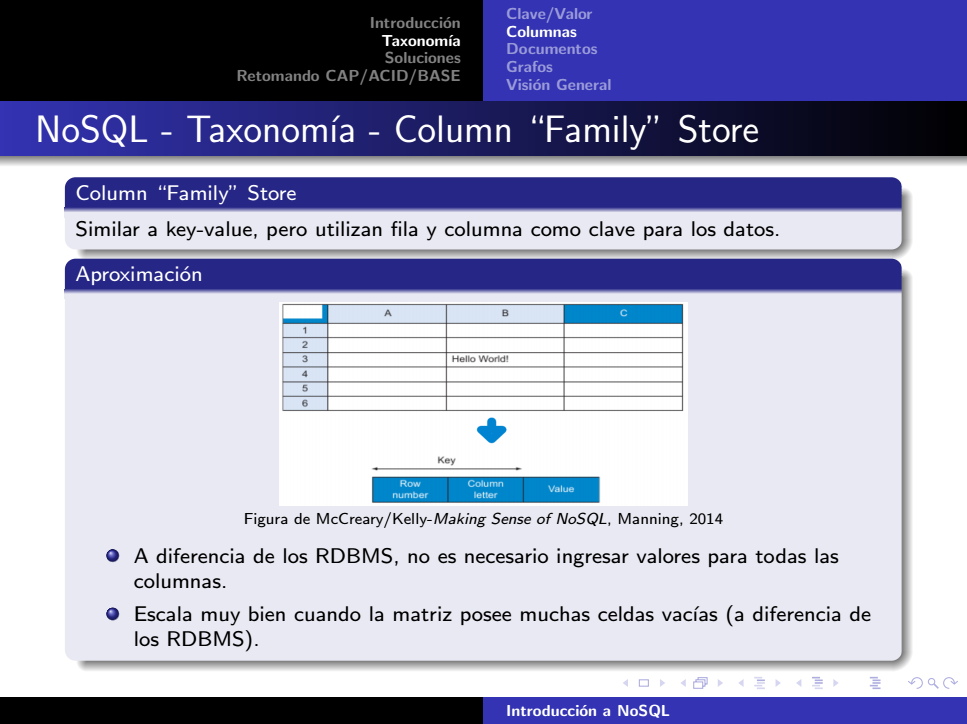 Introducción
Taxonomía
Soluciones
Retomando CAP/ACID/BASE
Clave/Valor
Columnas
Documentos
Grafos
Visión General
NoSQL - Taxonomía - Column “Family” Store
Column “Family” Store
Similar a key-value, pero utilizan fila y columna como clave para los datos.
Aproximación
A B C
1
2
3 Hello World!
4
5
6
Key
Row number
Column letter
Value
Figura de McCreary/Kelly-Making Sense of NoSQL, Manning, 2014
A diferencia de los RDBMS, no es necesario ingresar valores para todas las
columnas.
Escala muy bien cuando la matriz posee muchas celdas vacías (a diferencia de
los RDBMS).
Introducción a NoSQL